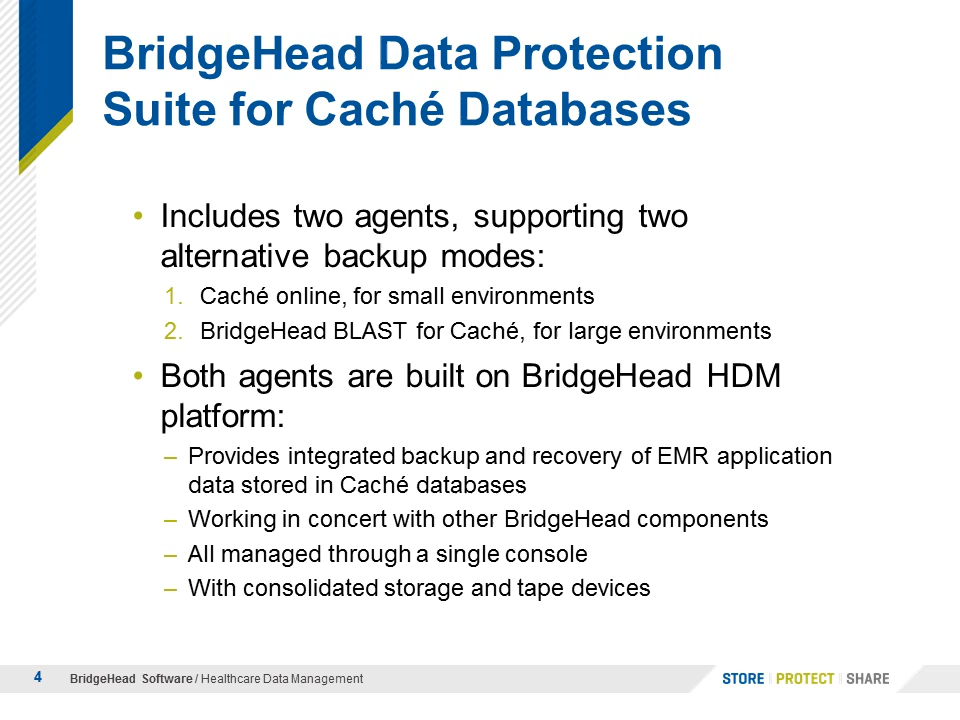 BridgeHead Data Protection
Suite for Caché Databases
• Includes two agents, supporting two
alternative backup modes:
1. Caché online, for small environments
2. BridgeHead BLAST for Caché, for large environments
• Both agents are built on BridgeHead HDM
platform:
– Provides integrated backup and recovery of EMR application
data stored in Caché databases
– Working in concert with other BridgeHead components
– All managed through a single console
– With consolidated storage and tape devices
4 BridgeHead Software / Healthcare Data Management STORE | PROTECT | SHARE